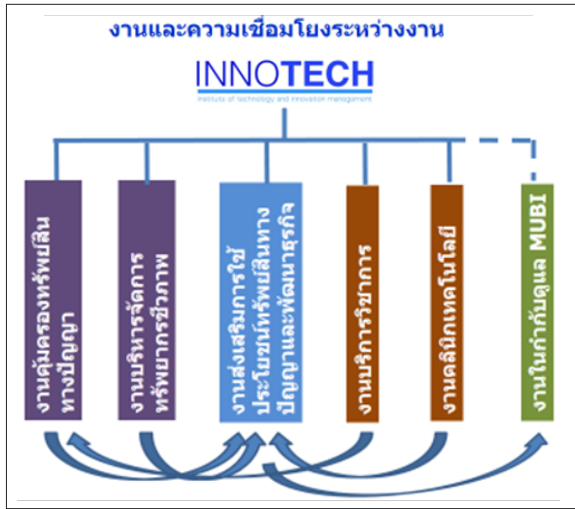 งานและความเชื่อมโยงระหว่างงาน
INNOTECH
institute of technology and innovation management
งานคุ้มครองทรัพย์สิน
ทางปัญญา
งานบริหารจัดการ
ทรัพยากรชีวภาพ
งานส่งเสริมการใช้
ประโยชน์ทรัพย์สินทาง
ปัญญาและพัฒนาธุรกิจ
งานบริการวิชาการ
งานคลินิกเทคโนโลยี
งานในกำกับดูแล MUBI